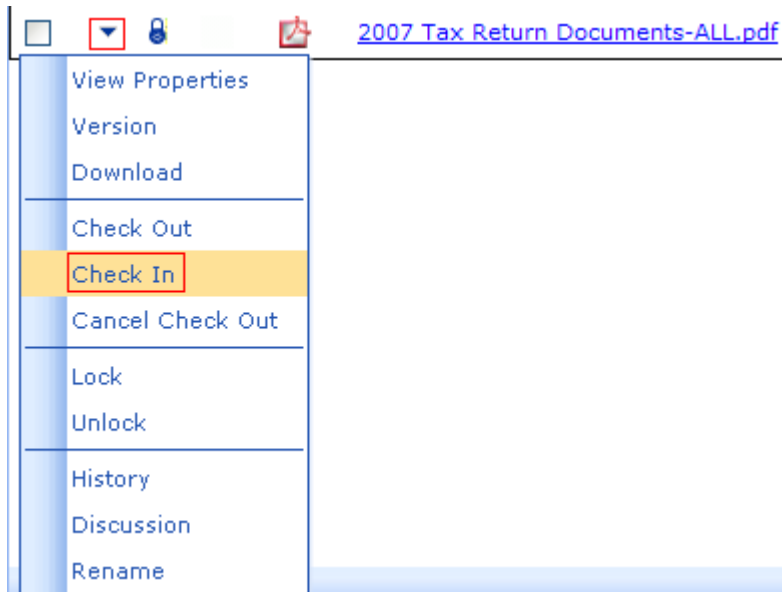 2007 Tax Return Documents-ALL.pdf
View Properties
Version
Download
Check Out
Check In
Cancel Check Out
Lock
Unlock
History
Discussion
Rename